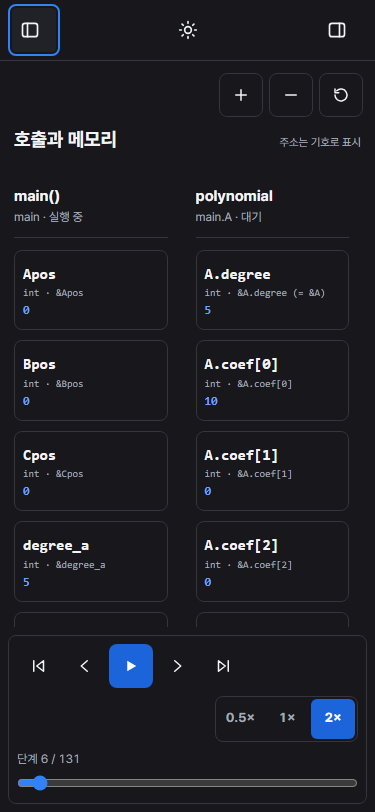 호출과 메모리
주소는 기호로 표시
main()
main · 실행 중
polynomial
main.A · 대기
Apos
int · &Apos
0
A.degree
int · &A.degree (= &A)
5
Bpos
int · &Bpos
0
A.coef[0]
int · &A.coef[0]
10
Cpos
int · &Cpos
0
A.coef[1]
int · &A.coef[1]
0
degree_a
int · &degree_a
5
A.coef[2]
int · &A.coef[2]
0
0.5×
1×
2×
단계 6 / 131